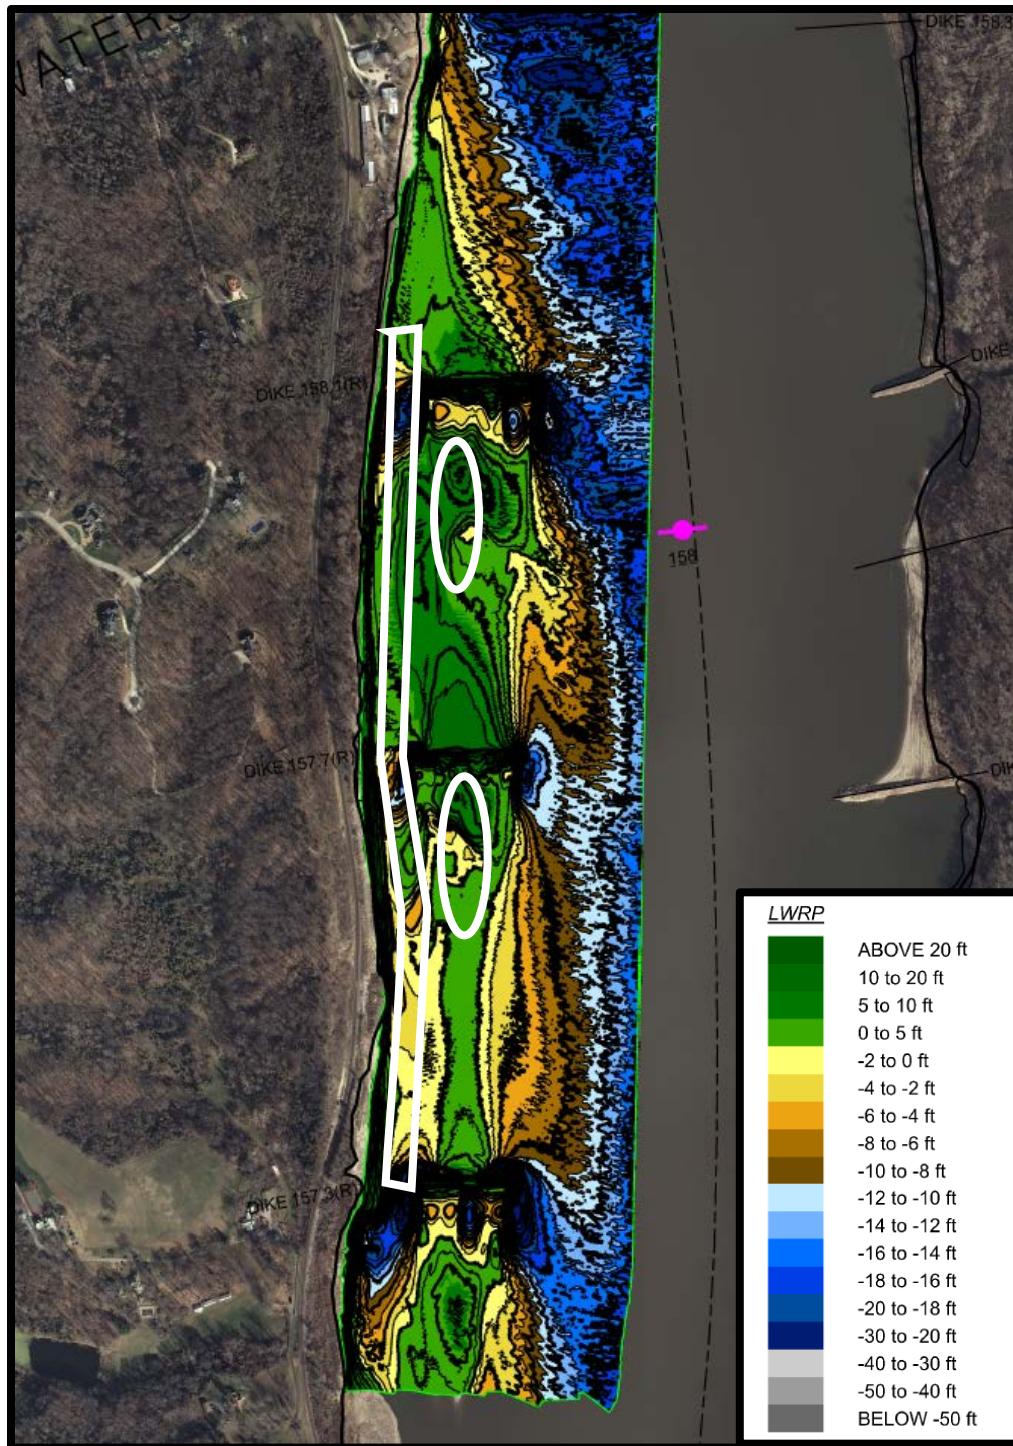 WATERS
DIKE 158.3
DIKE
DIKE 158.1(R)
158
DIKE 157.7(R)
DIK
DIKE 157.3(R)
LWRP
ABOVE 20 ft
10 to 20 ft
5 to 10 ft
0 to 5 ft
-2 to 0 ft
-4 to -2 ft
-6 to -4 ft
-8 to -6 ft
-10 to -8 ft
-12 to -10 ft
-14 to -12 ft
-16 to -14 ft
-18 to -16 ft
-20 to -18 ft
-30 to -20 ft
-40 to -30 ft
-50 to -40 ft
BELOW -50 ft